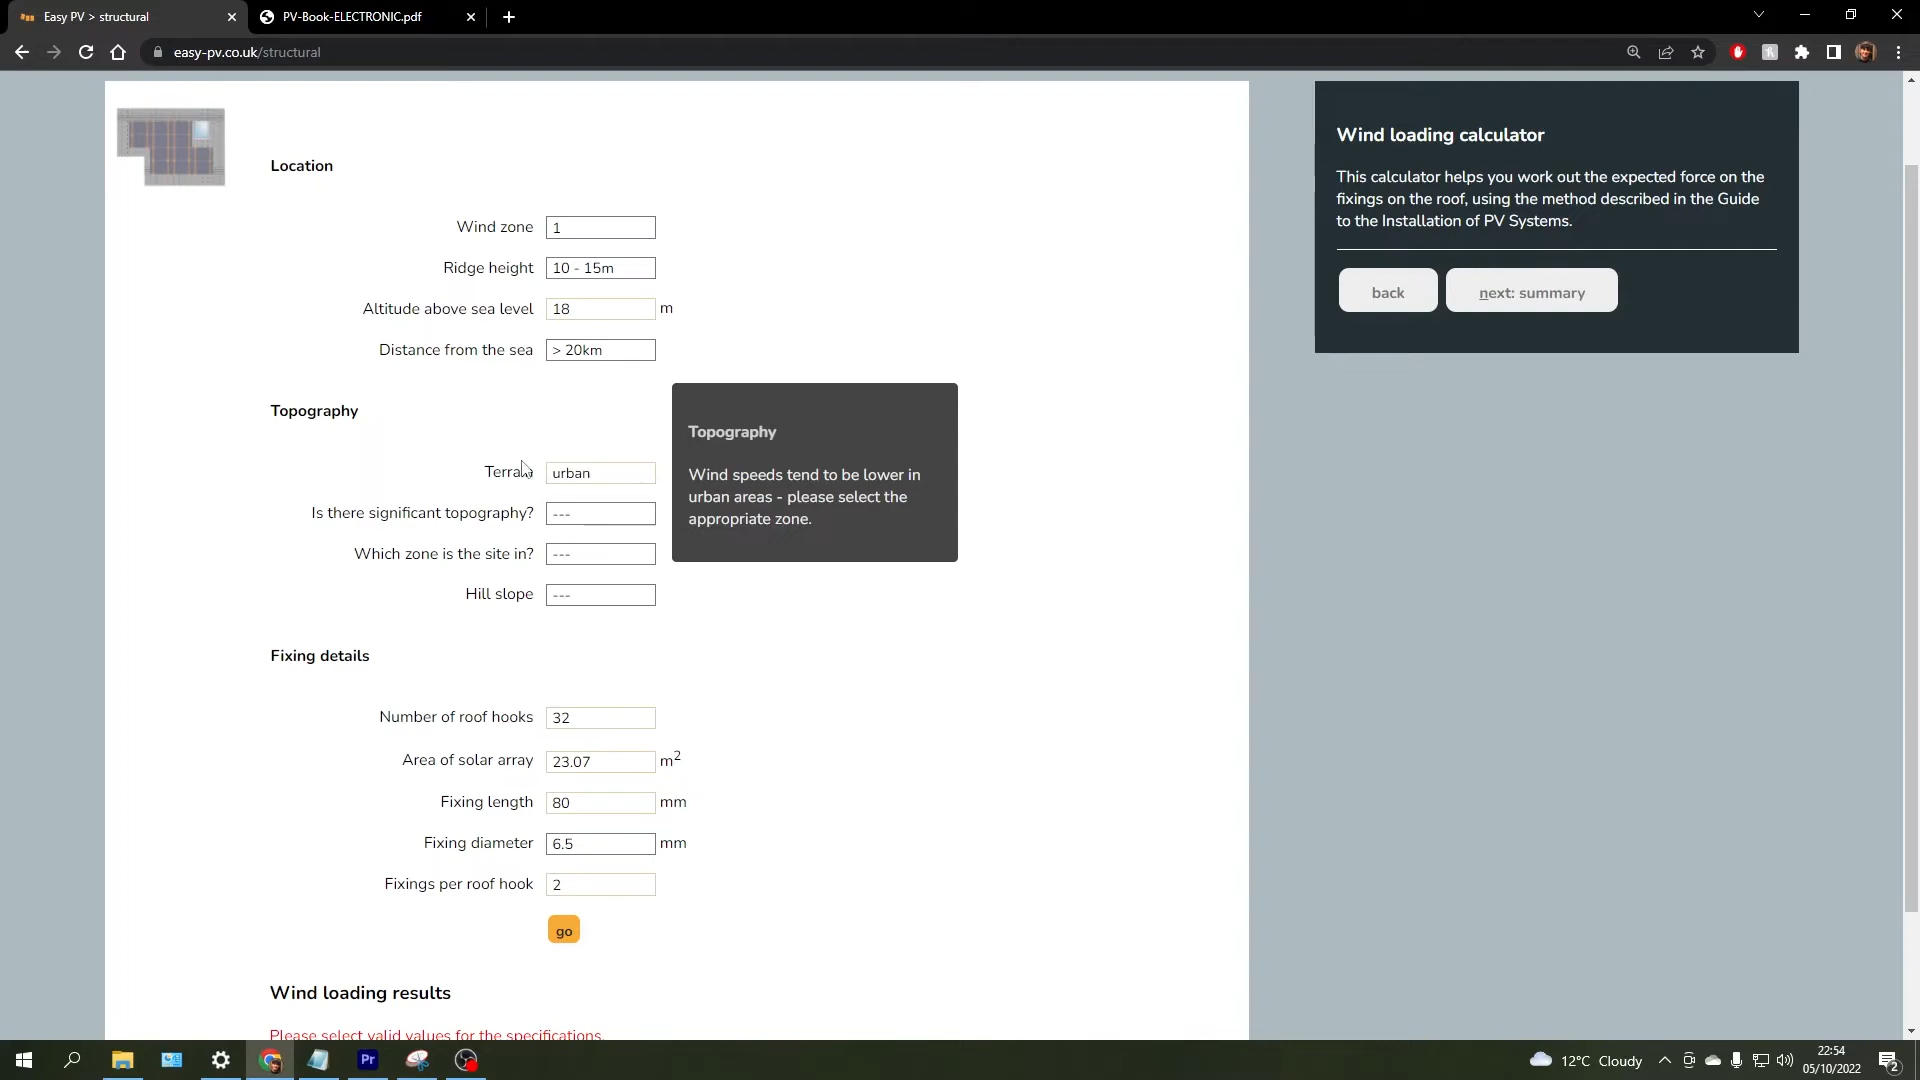 Easy PV > structural
PV-Book-ELECTRONIC.pdf
easy-pv.co.uk/structural
Location
Wind zone 1
Ridge height 10 - 15m
Altitude above sea level 18 m
Distance from the sea > 20km
Topography
Terrain urban
Is there significant topography? ---
Which zone is the site in? ---
Hill slope ---
Topography
Wind speeds tend to be lower in
urban areas - please select the
appropriate zone.
Fixing details
Number of roof hooks 32
Area of solar array 23.07 m2
Fixing length 80 mm
Fixing diameter 6.5 mm
Fixings per roof hook 2
go
Wind loading results
Please select valid values for the specifications.
Wind loading calculator
This calculator helps you work out the expected force on the
fixings on the roof, using the method described in the Guide
to the Installation of PV Systems.
back
next: summary
Pr
12°C Cloudy
22:54
05/10/2022
2